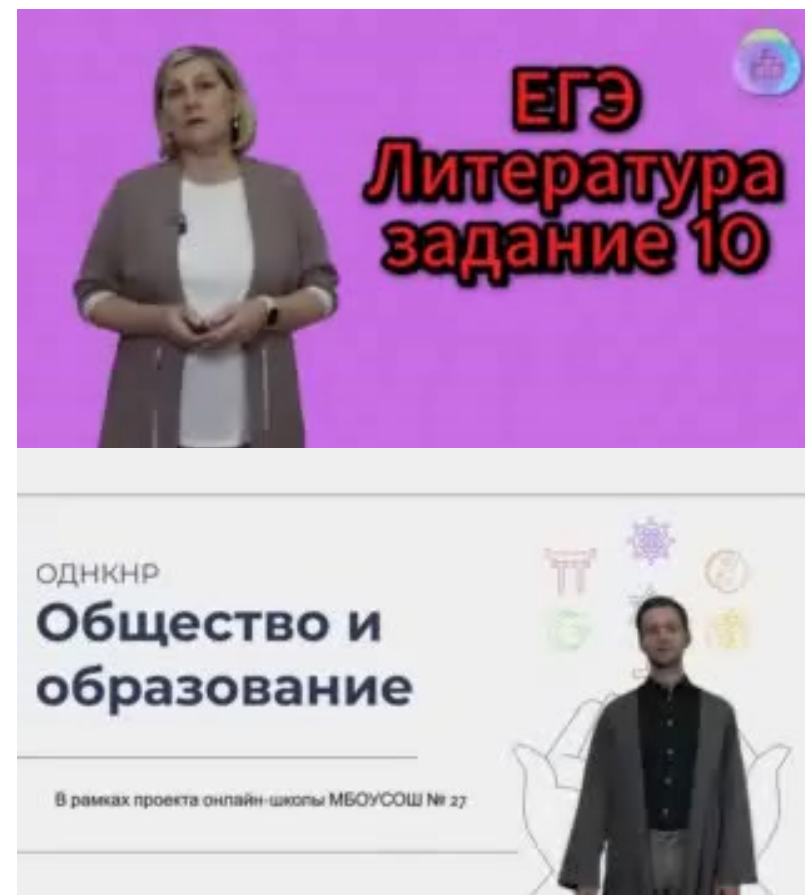 ЕГЭ
Литература
задание 10
ОДНКНР
Общество и
образование
В рамках проекта онлайн-школы МБОУСОШ № 27